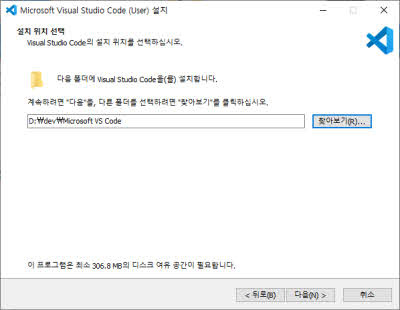 Microsoft Visual Studio Code (User) 설치
설치 위치 선택
Visual Studio Code의 설치 위치를 선택하십시오.
다음 폴더에 Visual Studio Code을(를) 설치합니다.
계속하려면 "다음"을, 다른 폴더를 선택하려면 "찾아보기"를 클릭하십시오.
D:₩dev₩Microsoft VS Code
찾아보기(R)...
이 프로그램은 최소 306.8 MB의 디스크 여유 공간이 필요합니다.
< 뒤로(B) 다음(N) > 취소